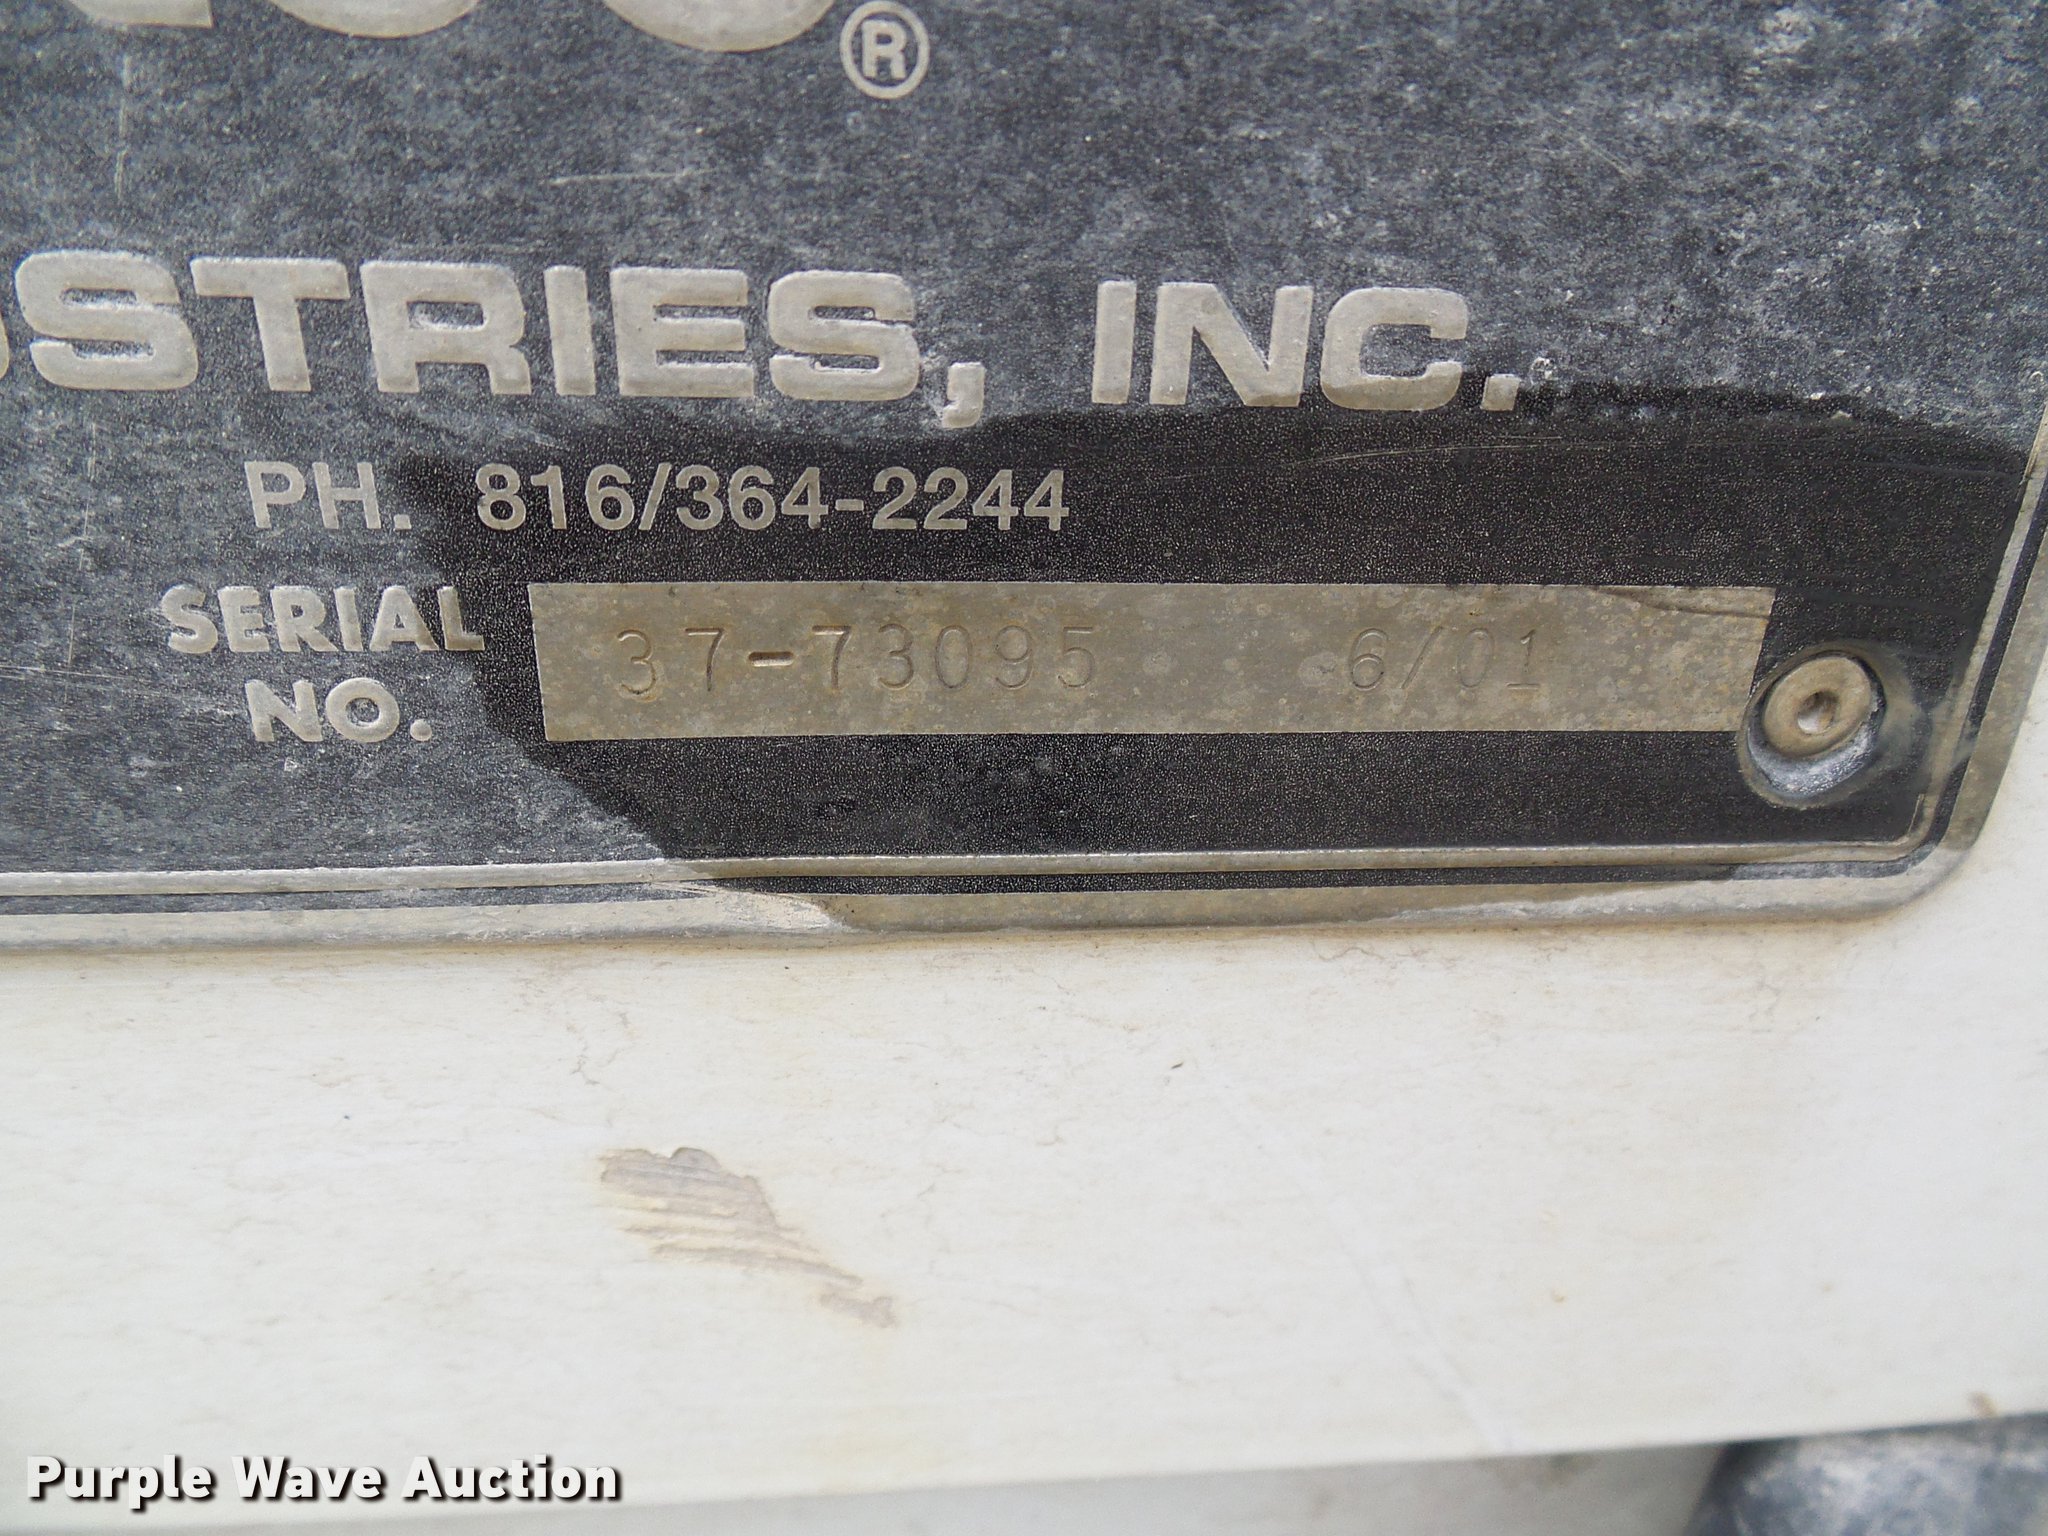 ®
STRIES, INC.
PH. 816/364-2244
SERIAL NO. 37-73095 6/01
Purple Wave Auction